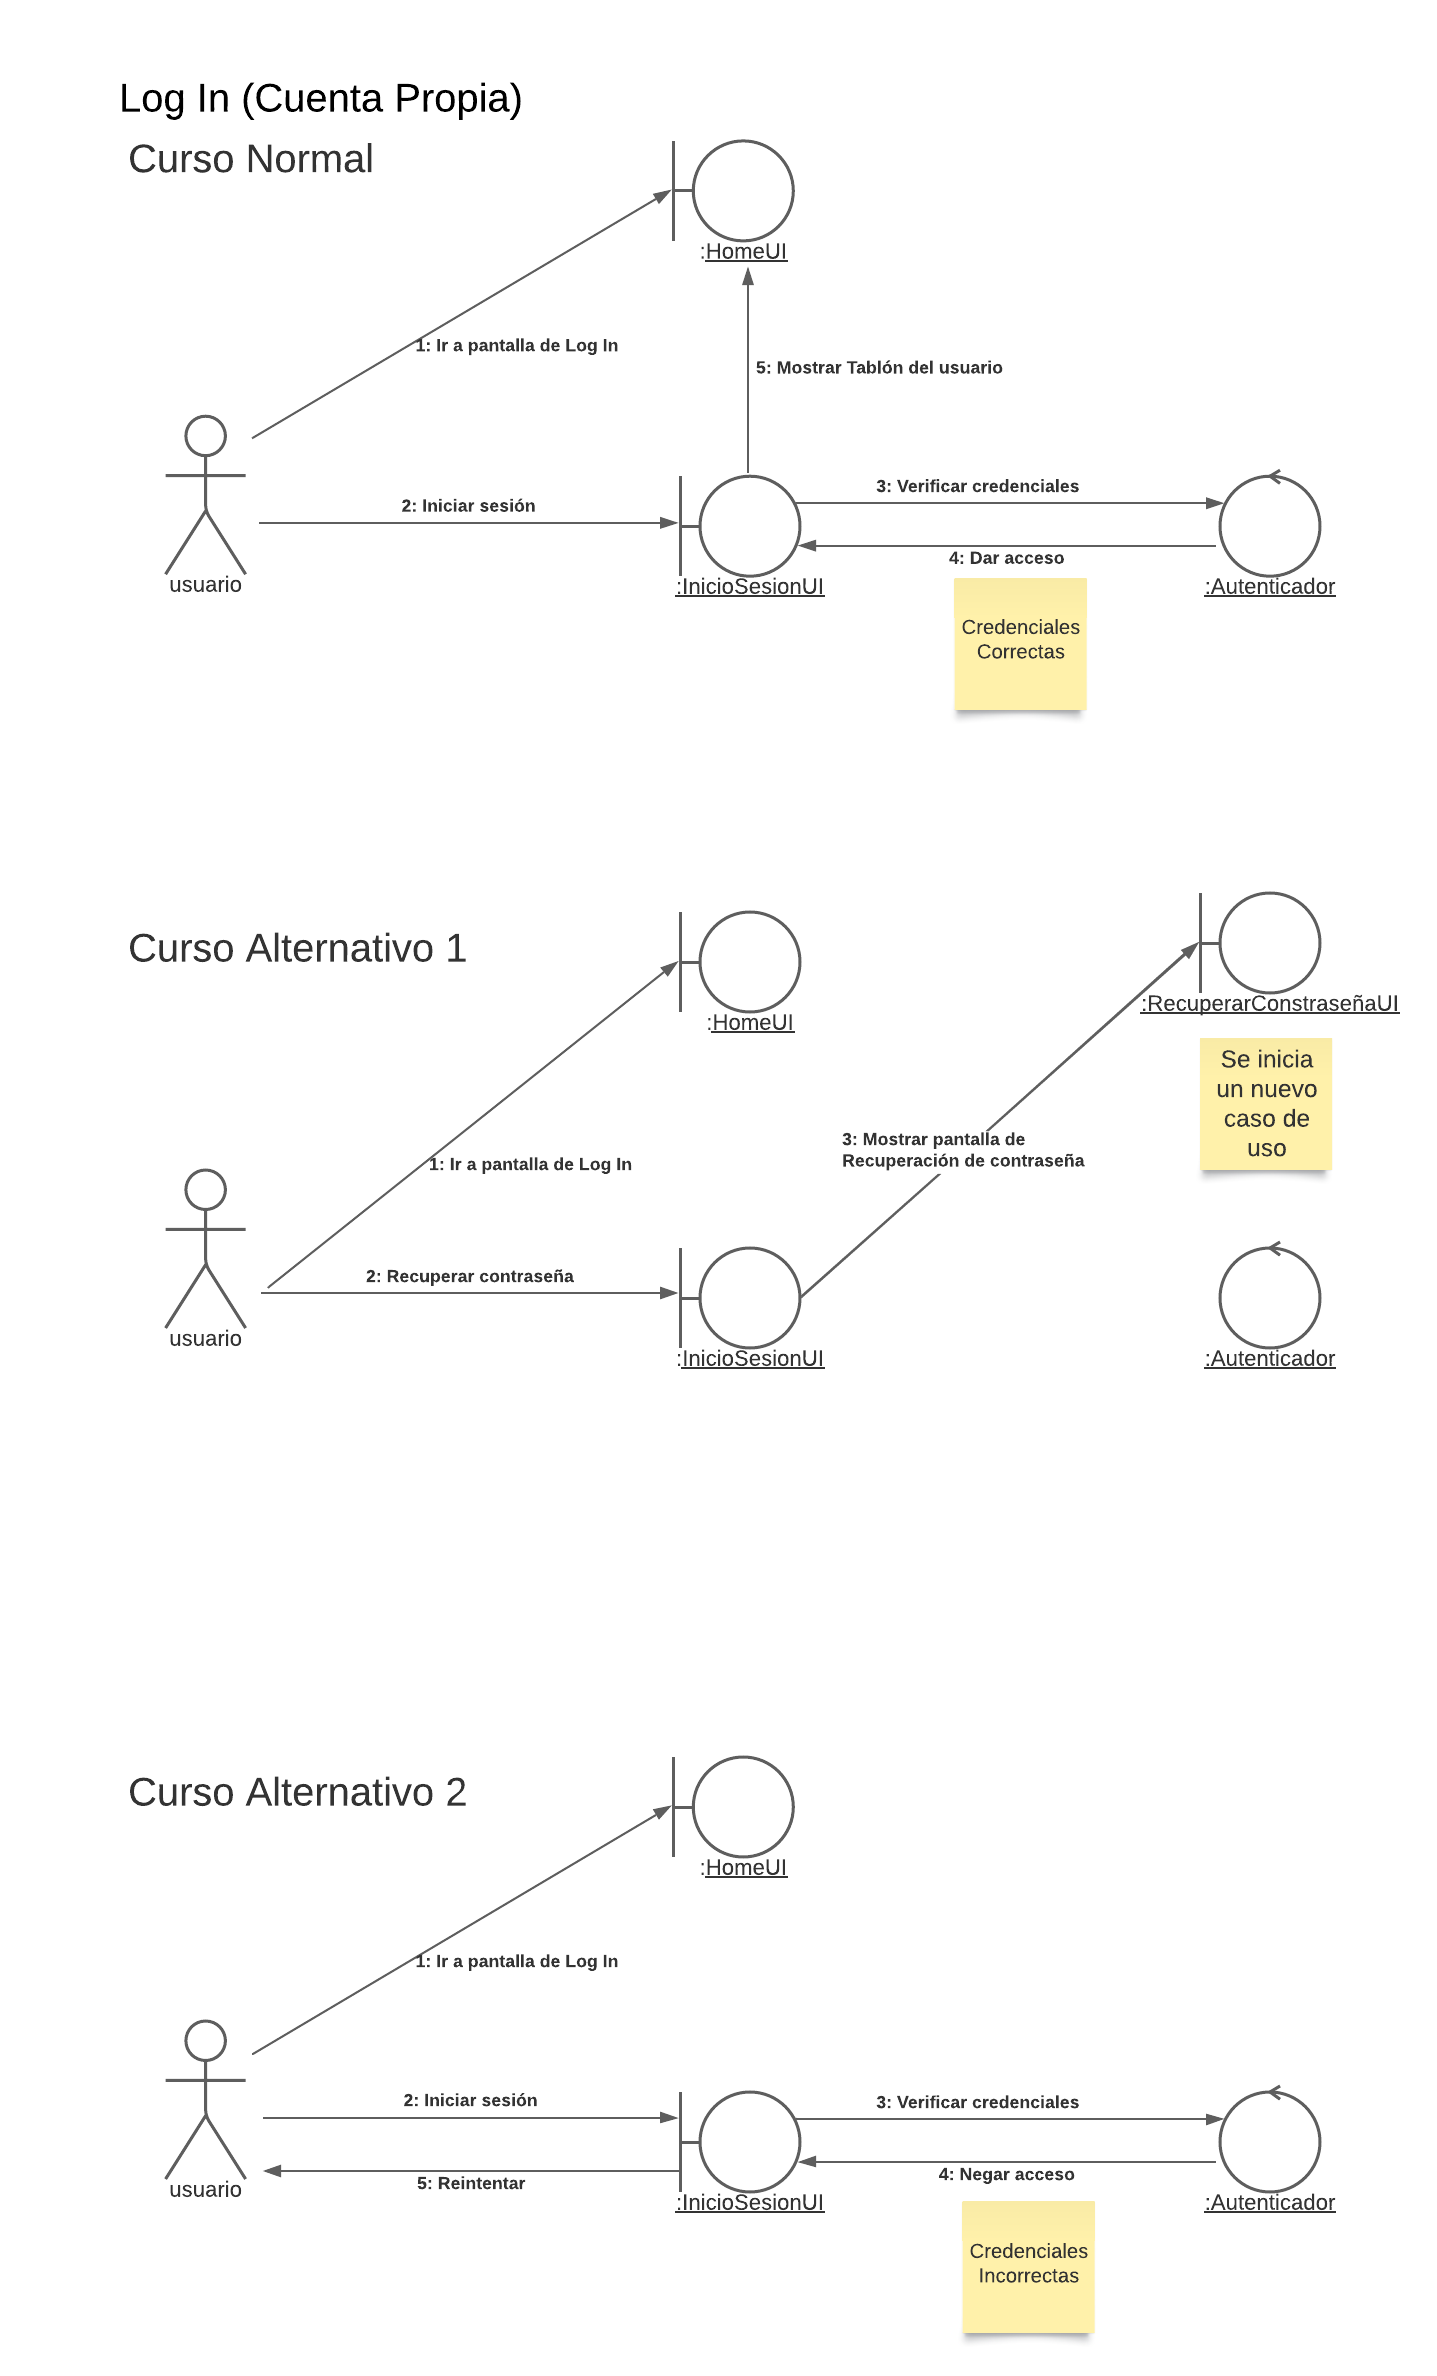 Log In (Cuenta Propia)
Curso Normal
:HomeUI
1: Ir a pantalla de Log In
5: Mostrar Tablón del usuario
2: Iniciar sesión
3: Verificar credenciales
4: Dar acceso
usuario
:InicioSesionUI
:Autenticador
Credenciales
Correctas
Curso Alternativo 1
:HomeUI
:RecuperarConstraseñaUI
Se inicia
un nuevo
caso de
uso
3: Mostrar pantalla de
Recuperación de contraseña
1: Ir a pantalla de Log In
2: Recuperar contraseña
usuario
:InicioSesionUI
:Autenticador
Curso Alternativo 2
:HomeUI
1: Ir a pantalla de Log In
2: Iniciar sesión
3: Verificar credenciales
4: Negar acceso
5: Reintentar
usuario
:InicioSesionUI
:Autenticador
Credenciales
Incorrectas